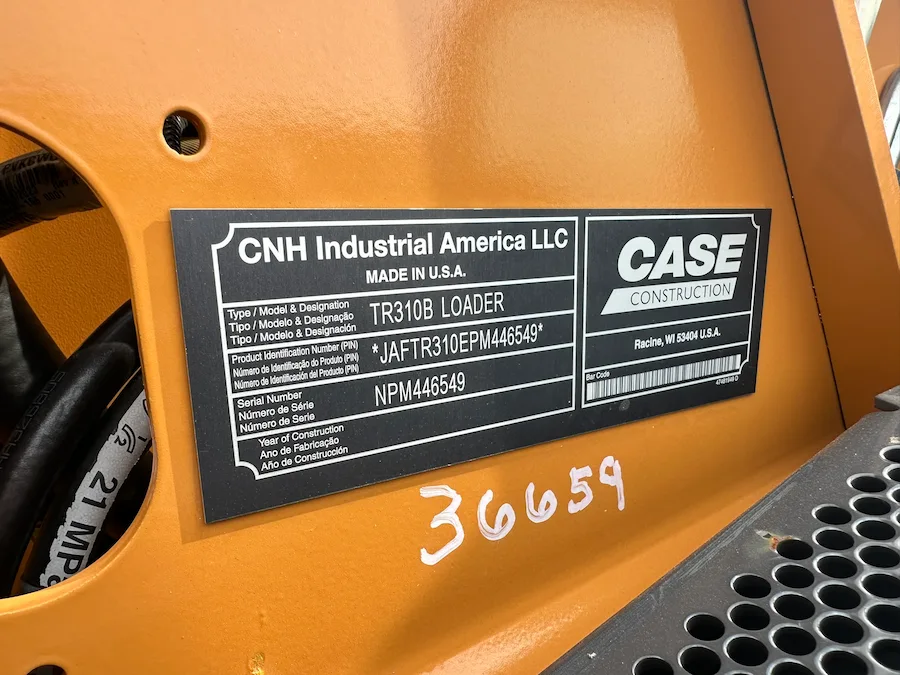 CNH Industrial America LLC
MADE IN U.S.A.
Type / Model & Designation
Tipo / Modelo & Designação
Tipo / Modelo & Designación
TR310B LOADER
Product Identification Number (PIN)
Número de Identificação do Produto (PIN)
Número de Identificación del Producto (PIN)
*JAFTR310EPM446549*
Serial Number
Número de Série
Número de Serie
NPM446549
Year of Construction
Ano de Fabricação
Año de Construcción
CASE
CONSTRUCTION
Racine, WI 53404 U.S.A.
Bar Code
36659
21 MPa